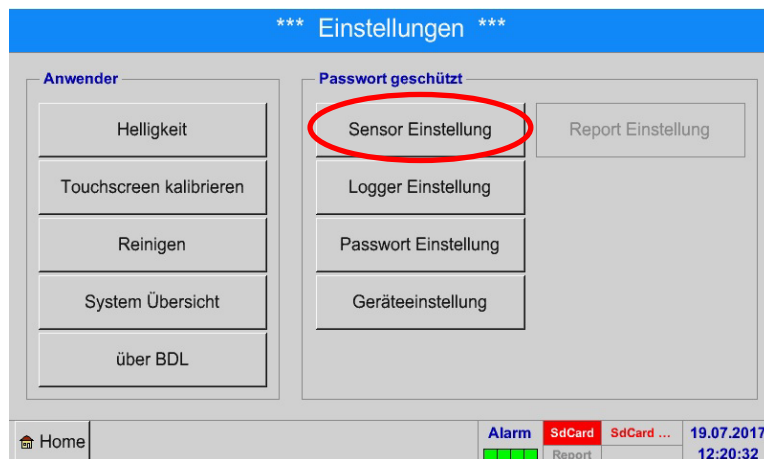 *** Einstellungen ***
Anwender
Helligkeit
Touchscreen kalibrieren
Reinigen
System Übersicht
über BDL
Passwort geschützt
Sensor Einstellung
Report Einstellung
Logger Einstellung
Passwort Einstellung
Geräteeinstellung
Home
Alarm
SdCard
SdCard ...
Report
19.07.2017
12:20:32